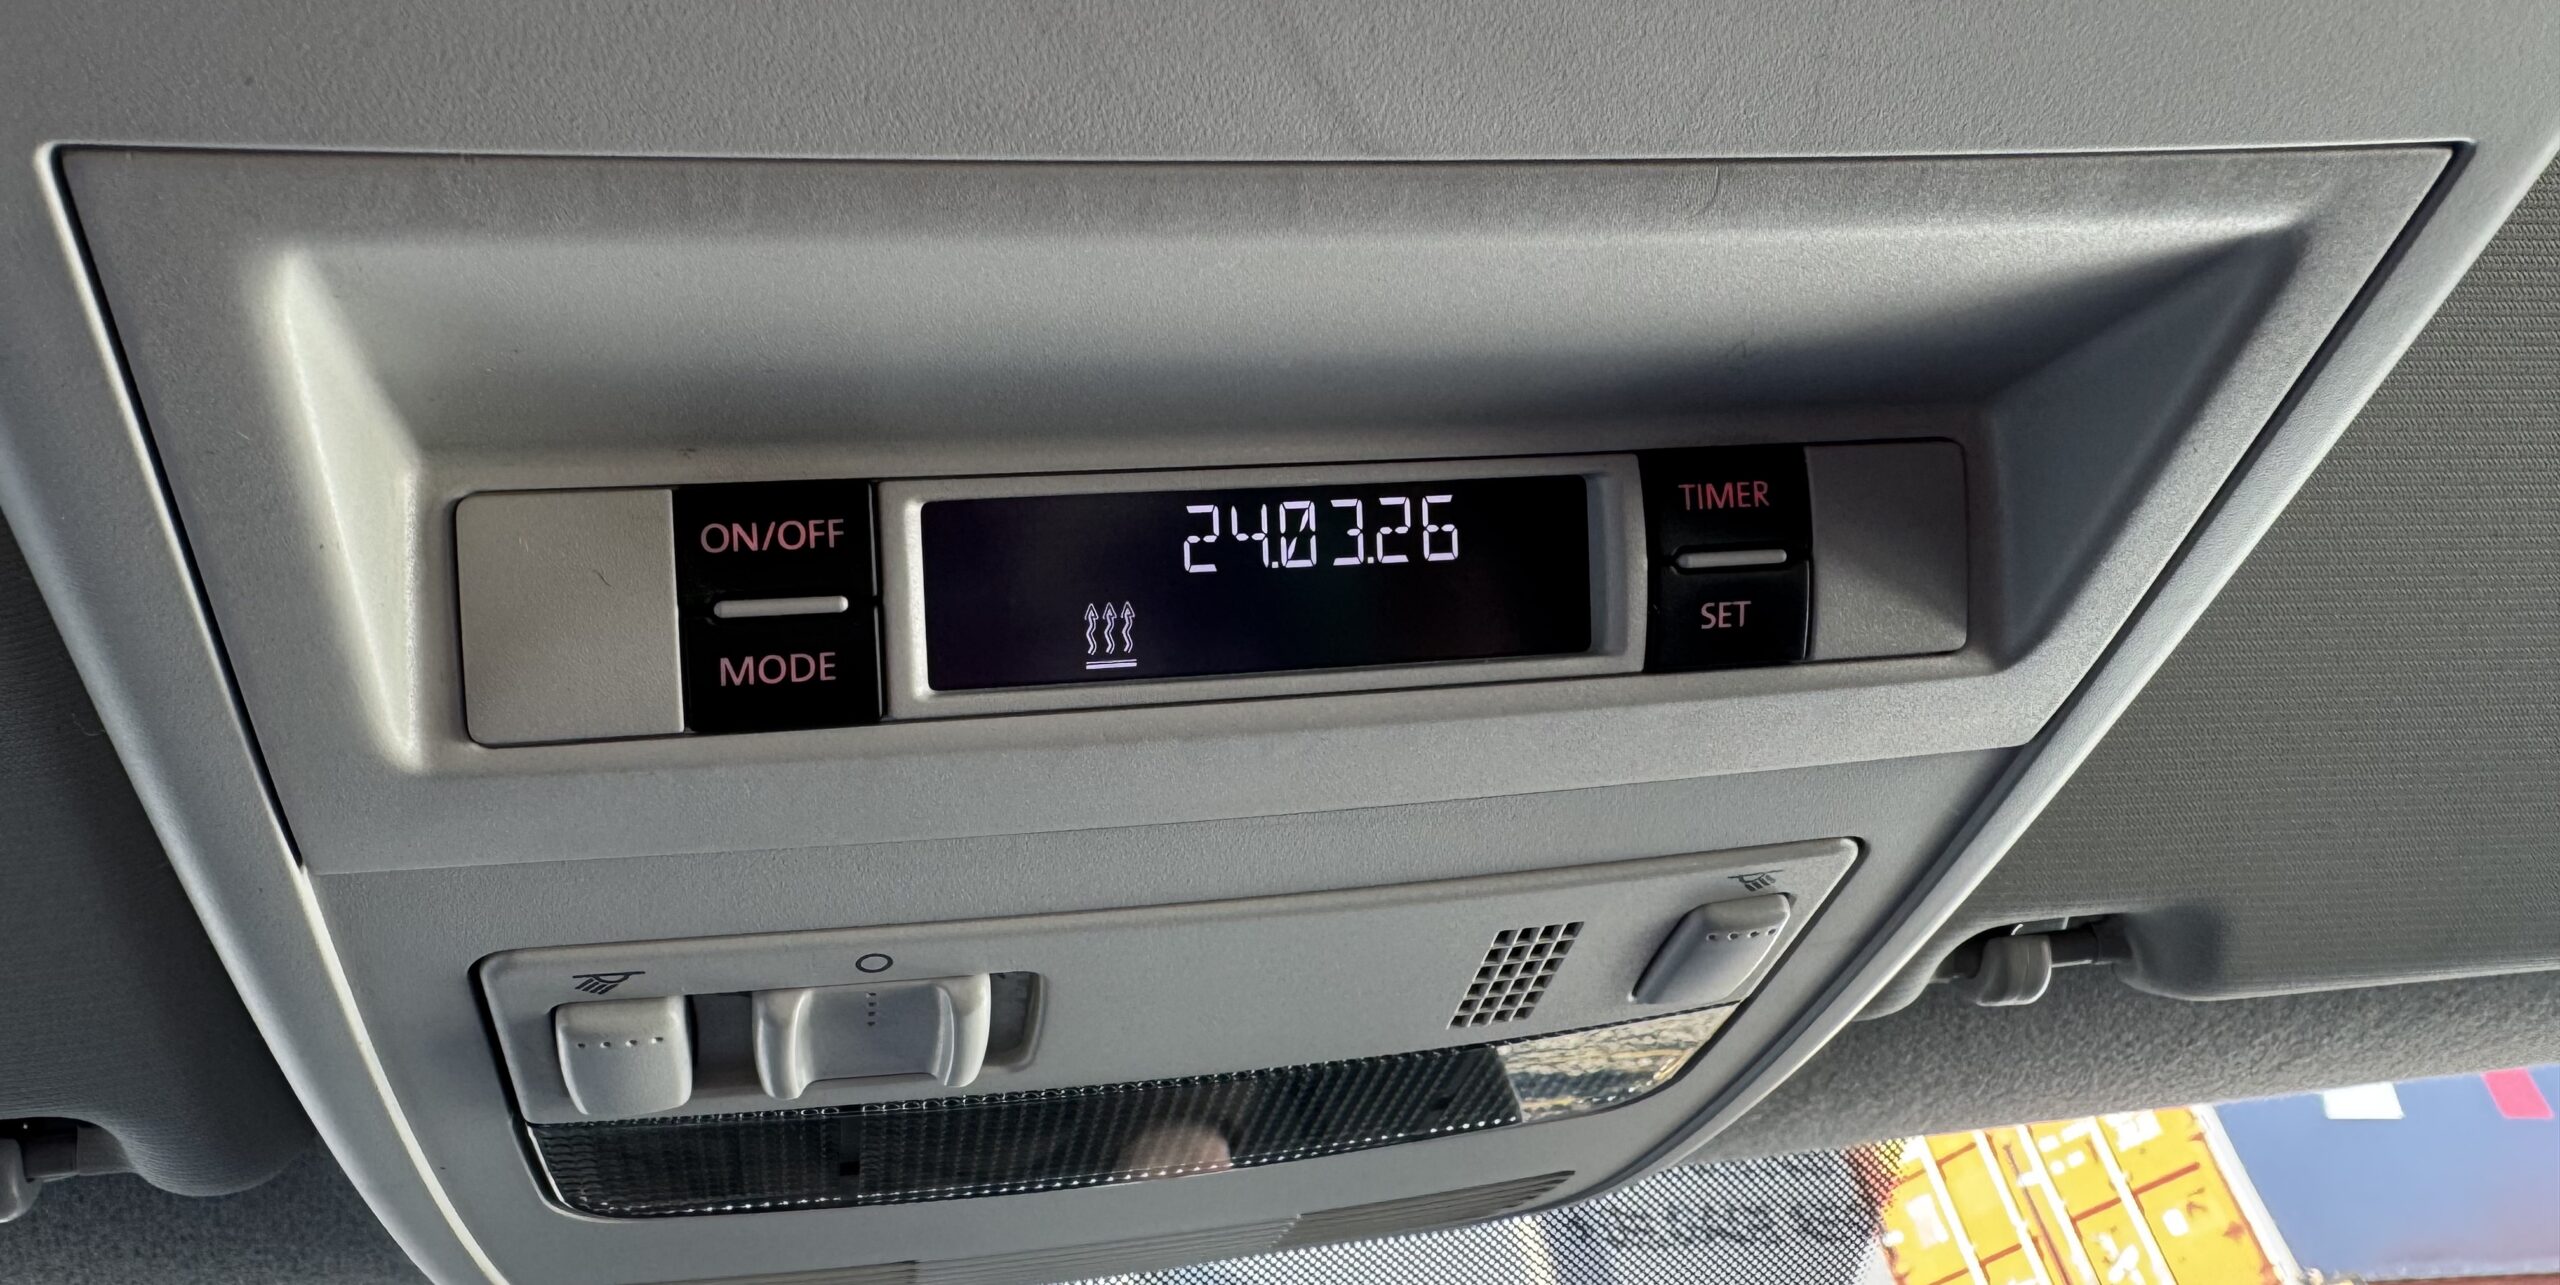 ON/OFF
MODE
24.03.26
TIMER
SET